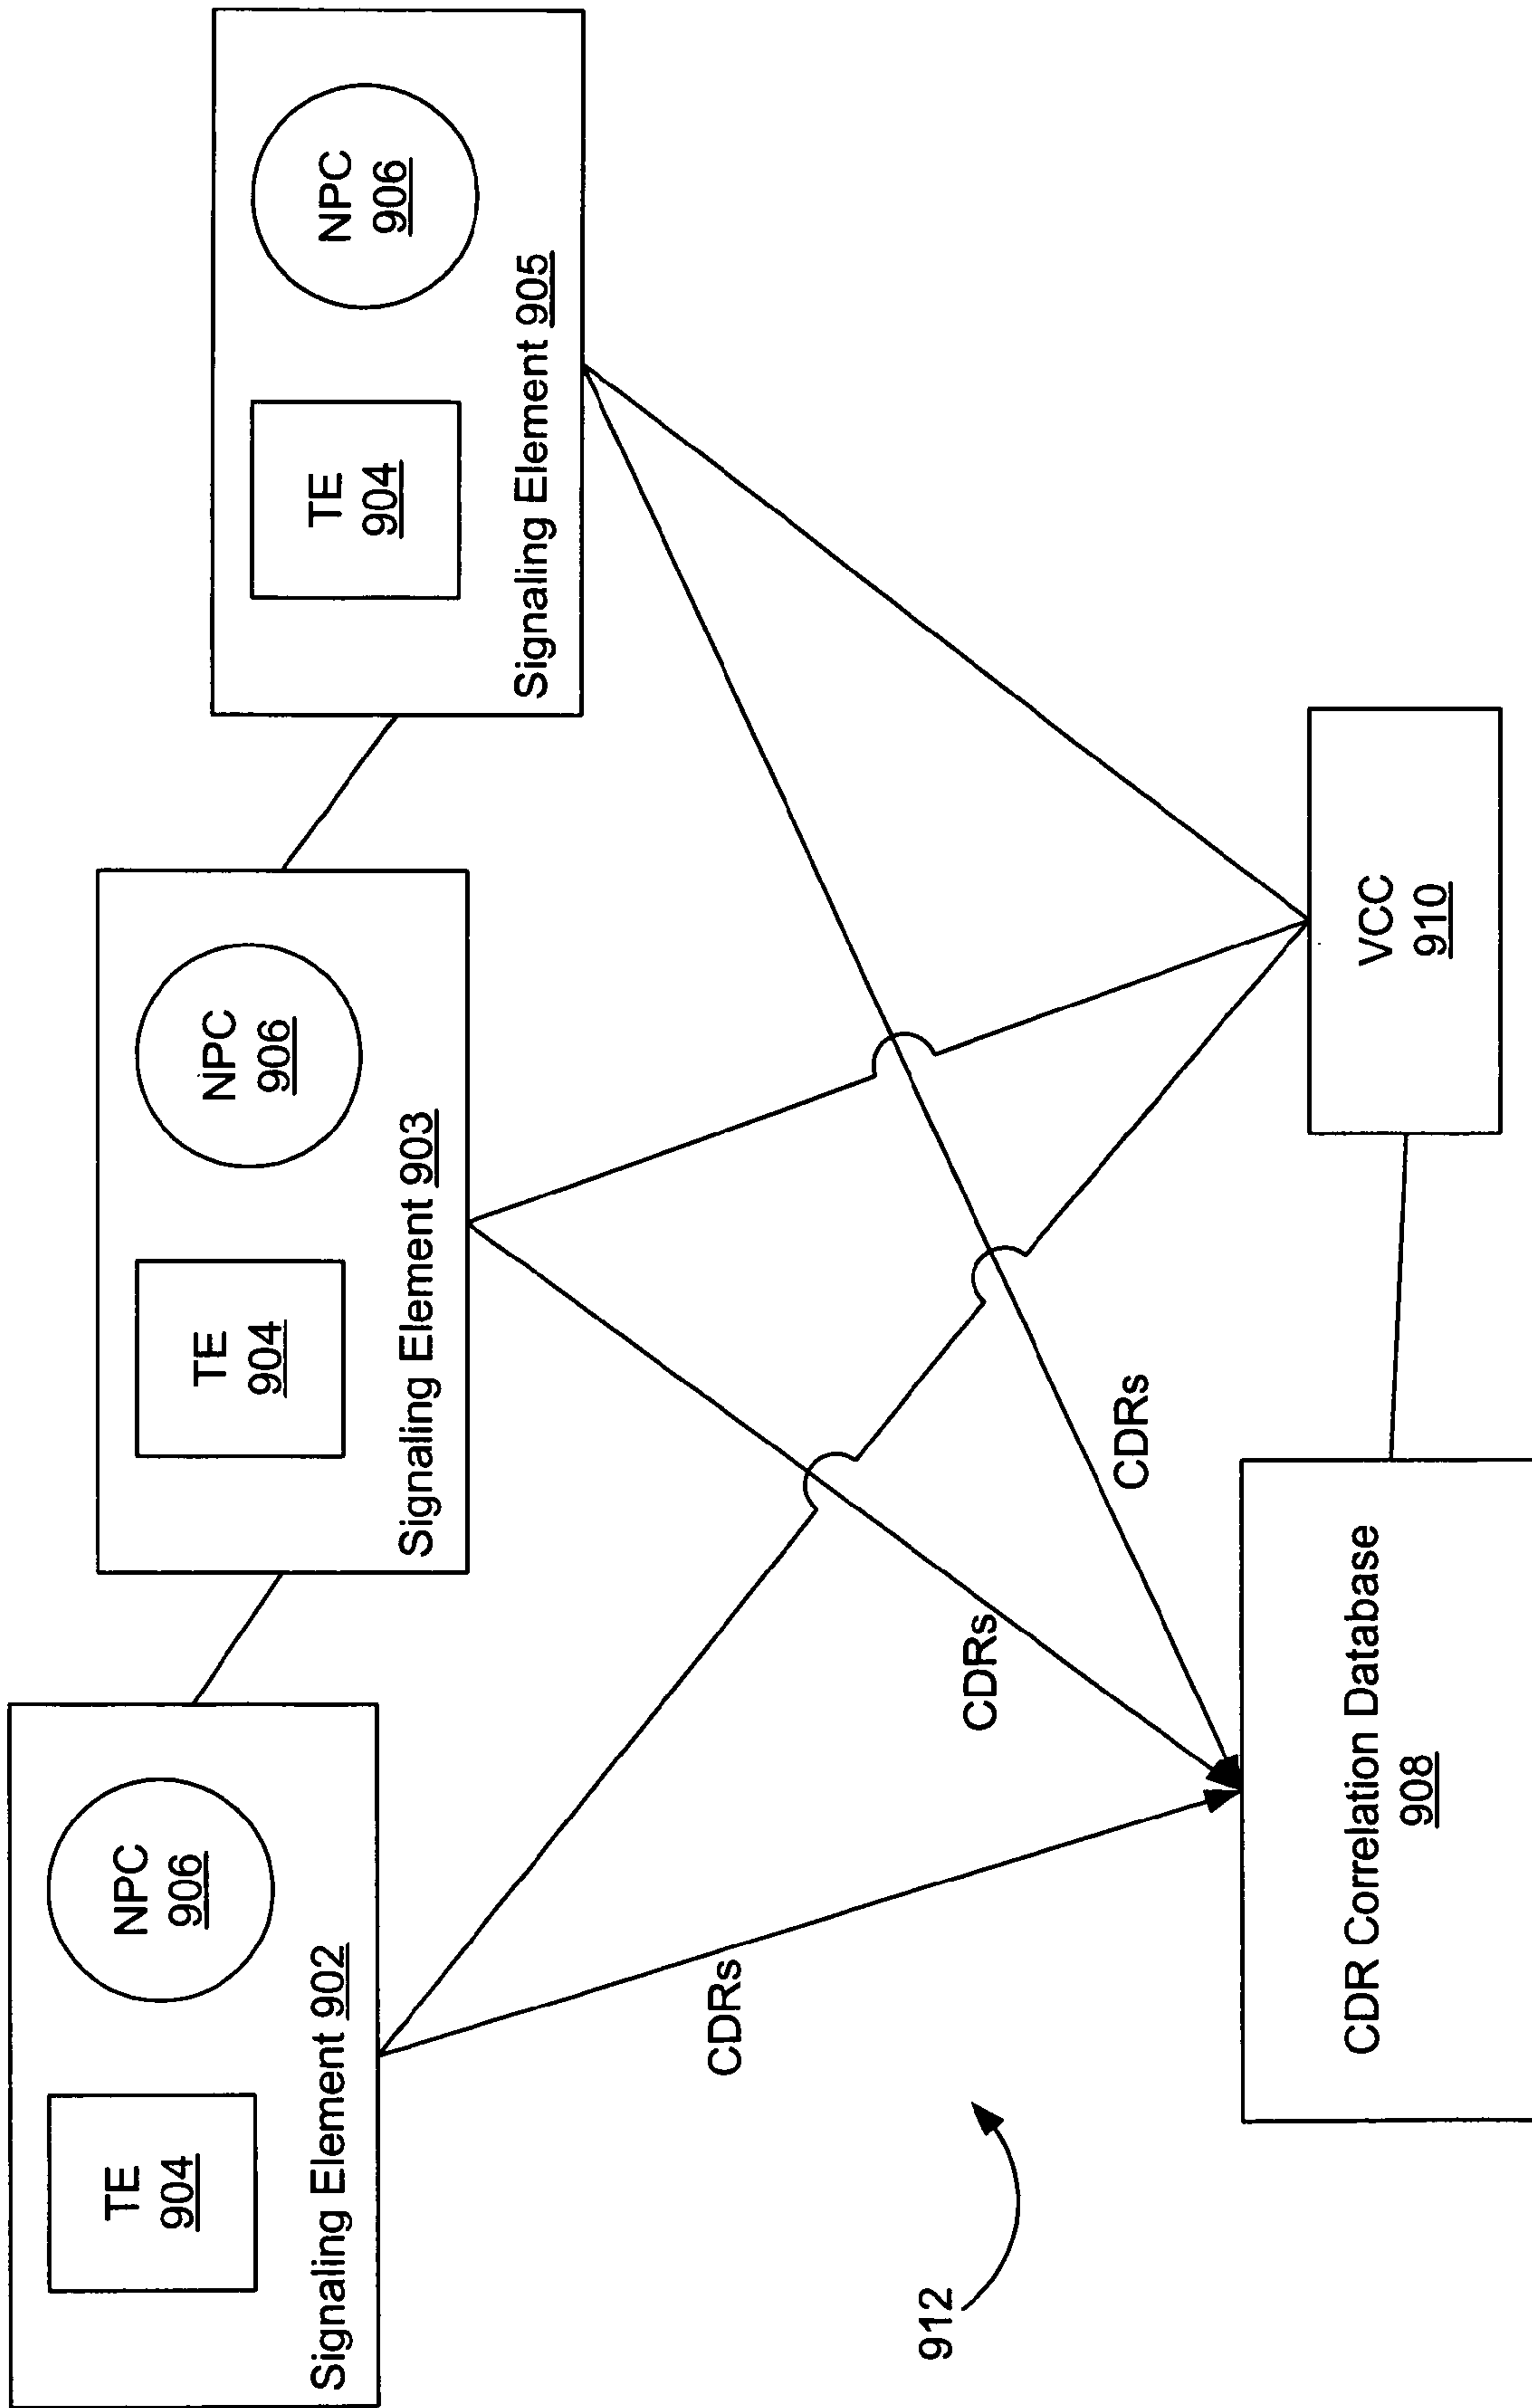 TE
904
NPC
906
Signaling Element 902
TE
904
NPC
906
Signaling Element 903
TE
904
NPC
906
Signaling Element 905
CDRs
CDRs
CDRs
912
CDR Correlation Database
908
VCC
910